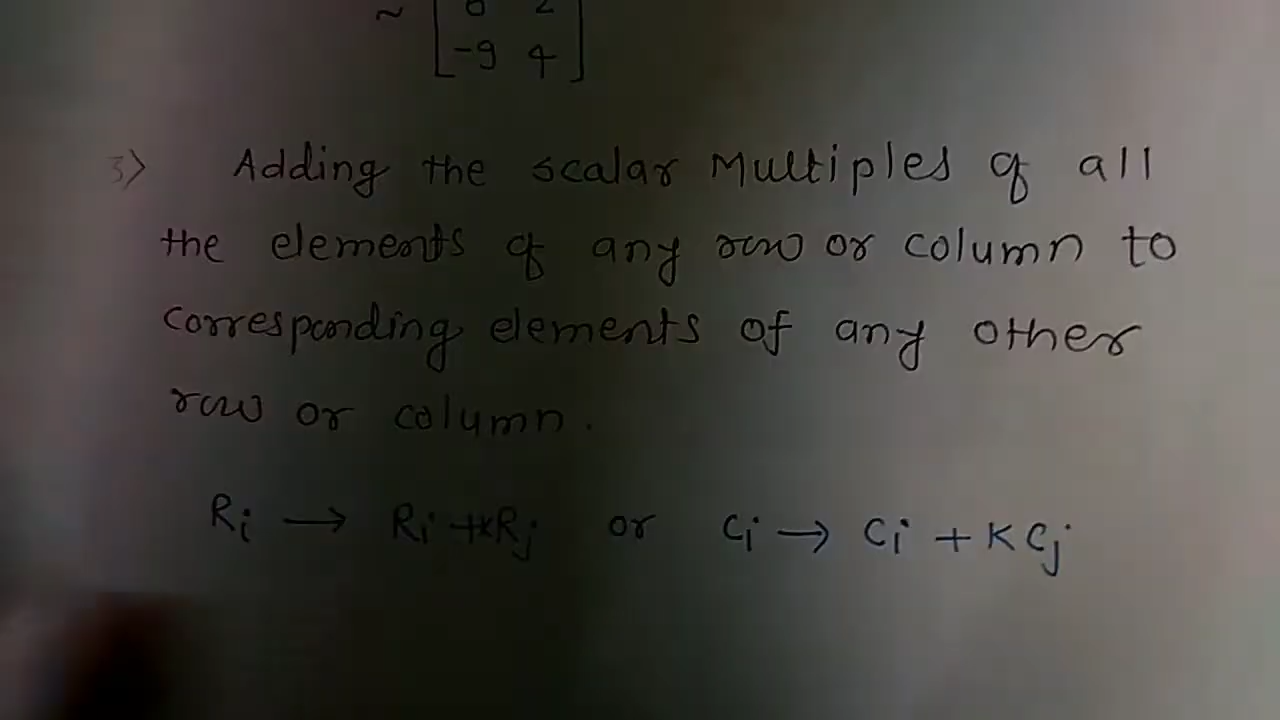 ~ [ 2
-9 4 ]
3) Adding the scalar Multiples of all
the elements of any row or column to
corresponding elements of any other
row or column.
Ri → Ri +kRj or Ci → Ci + KCj